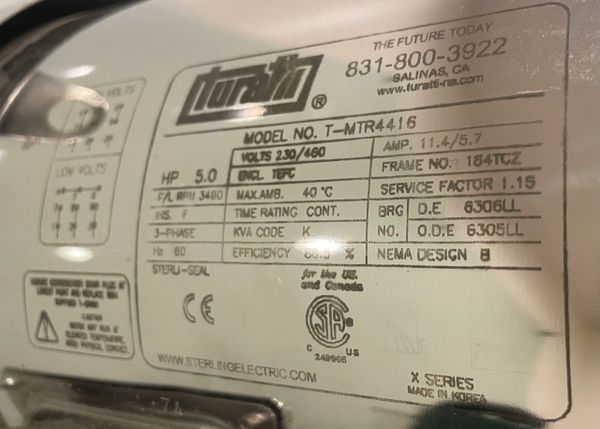 THE FUTURE TODAY
turatti ®
831-800-3922
SALINAS, CA
www.turatti-na.com
VOLTS
LOW VOLTS
MODEL NO. T-MTR4416
HP 5.0
VOLTS 230/460
AMP. 11.4/5.7
ENCL. TEFC
FRAME NO. 184TCZ
F/L RPM 3490
MAX.AMB. 40 °C
SERVICE FACTOR 1.15
INS. F
TIME RATING CONT.
BRG D.E 6306LL
3-PHASE
KVA CODE K
NO. O.D.E 6305LL
Hz 60
EFFICIENCY %
NEMA DESIGN B
STERLI-SEAL
for the US.
and Canada
CE
CSA
C US
249966
CAUTION
WWW.STERLINGELECTRIC.COM
X SERIES
MADE IN KOREA